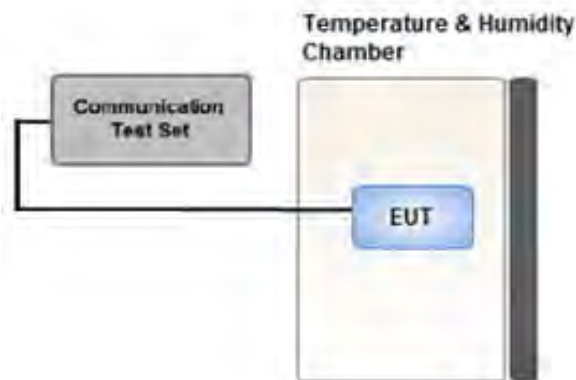 Temperature & Humidity
Chamber
Communication
Test Set
EUT